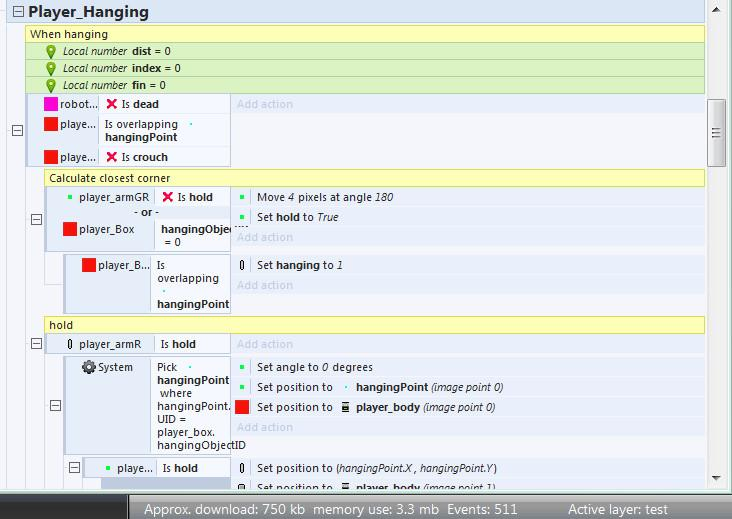 Player_Hanging
When hanging
Local number dist = 0
Local number index = 0
Local number fin = 0
robot... Is dead Add action
playe... Is overlapping
hangingPoint
playe... Is crouch
Calculate closest corner
player_armGR Is hold Move 4 pixels at angle 180
- or - Set hold to True
player_Box hangingObje... Add action
= 0
player_B... Is Set hanging to 1
overlapping Add action
hangingPoint
hold
player_armR Is hold Add action
System Pick Set angle to 0 degrees
hangingPoint Set position to hangingPoint (image point 0)
where
hangingPoint. Set position to player_body (image point 0)
UID = Add action
player_box.
hangingObjectID
playe... Is hold Set position to (hangingPoint.X , hangingPoint.Y)
Set position to player_body (image point 1)
Approx. download: 750 kb memory use: 3.3 mb Events: 511 Active layer: test